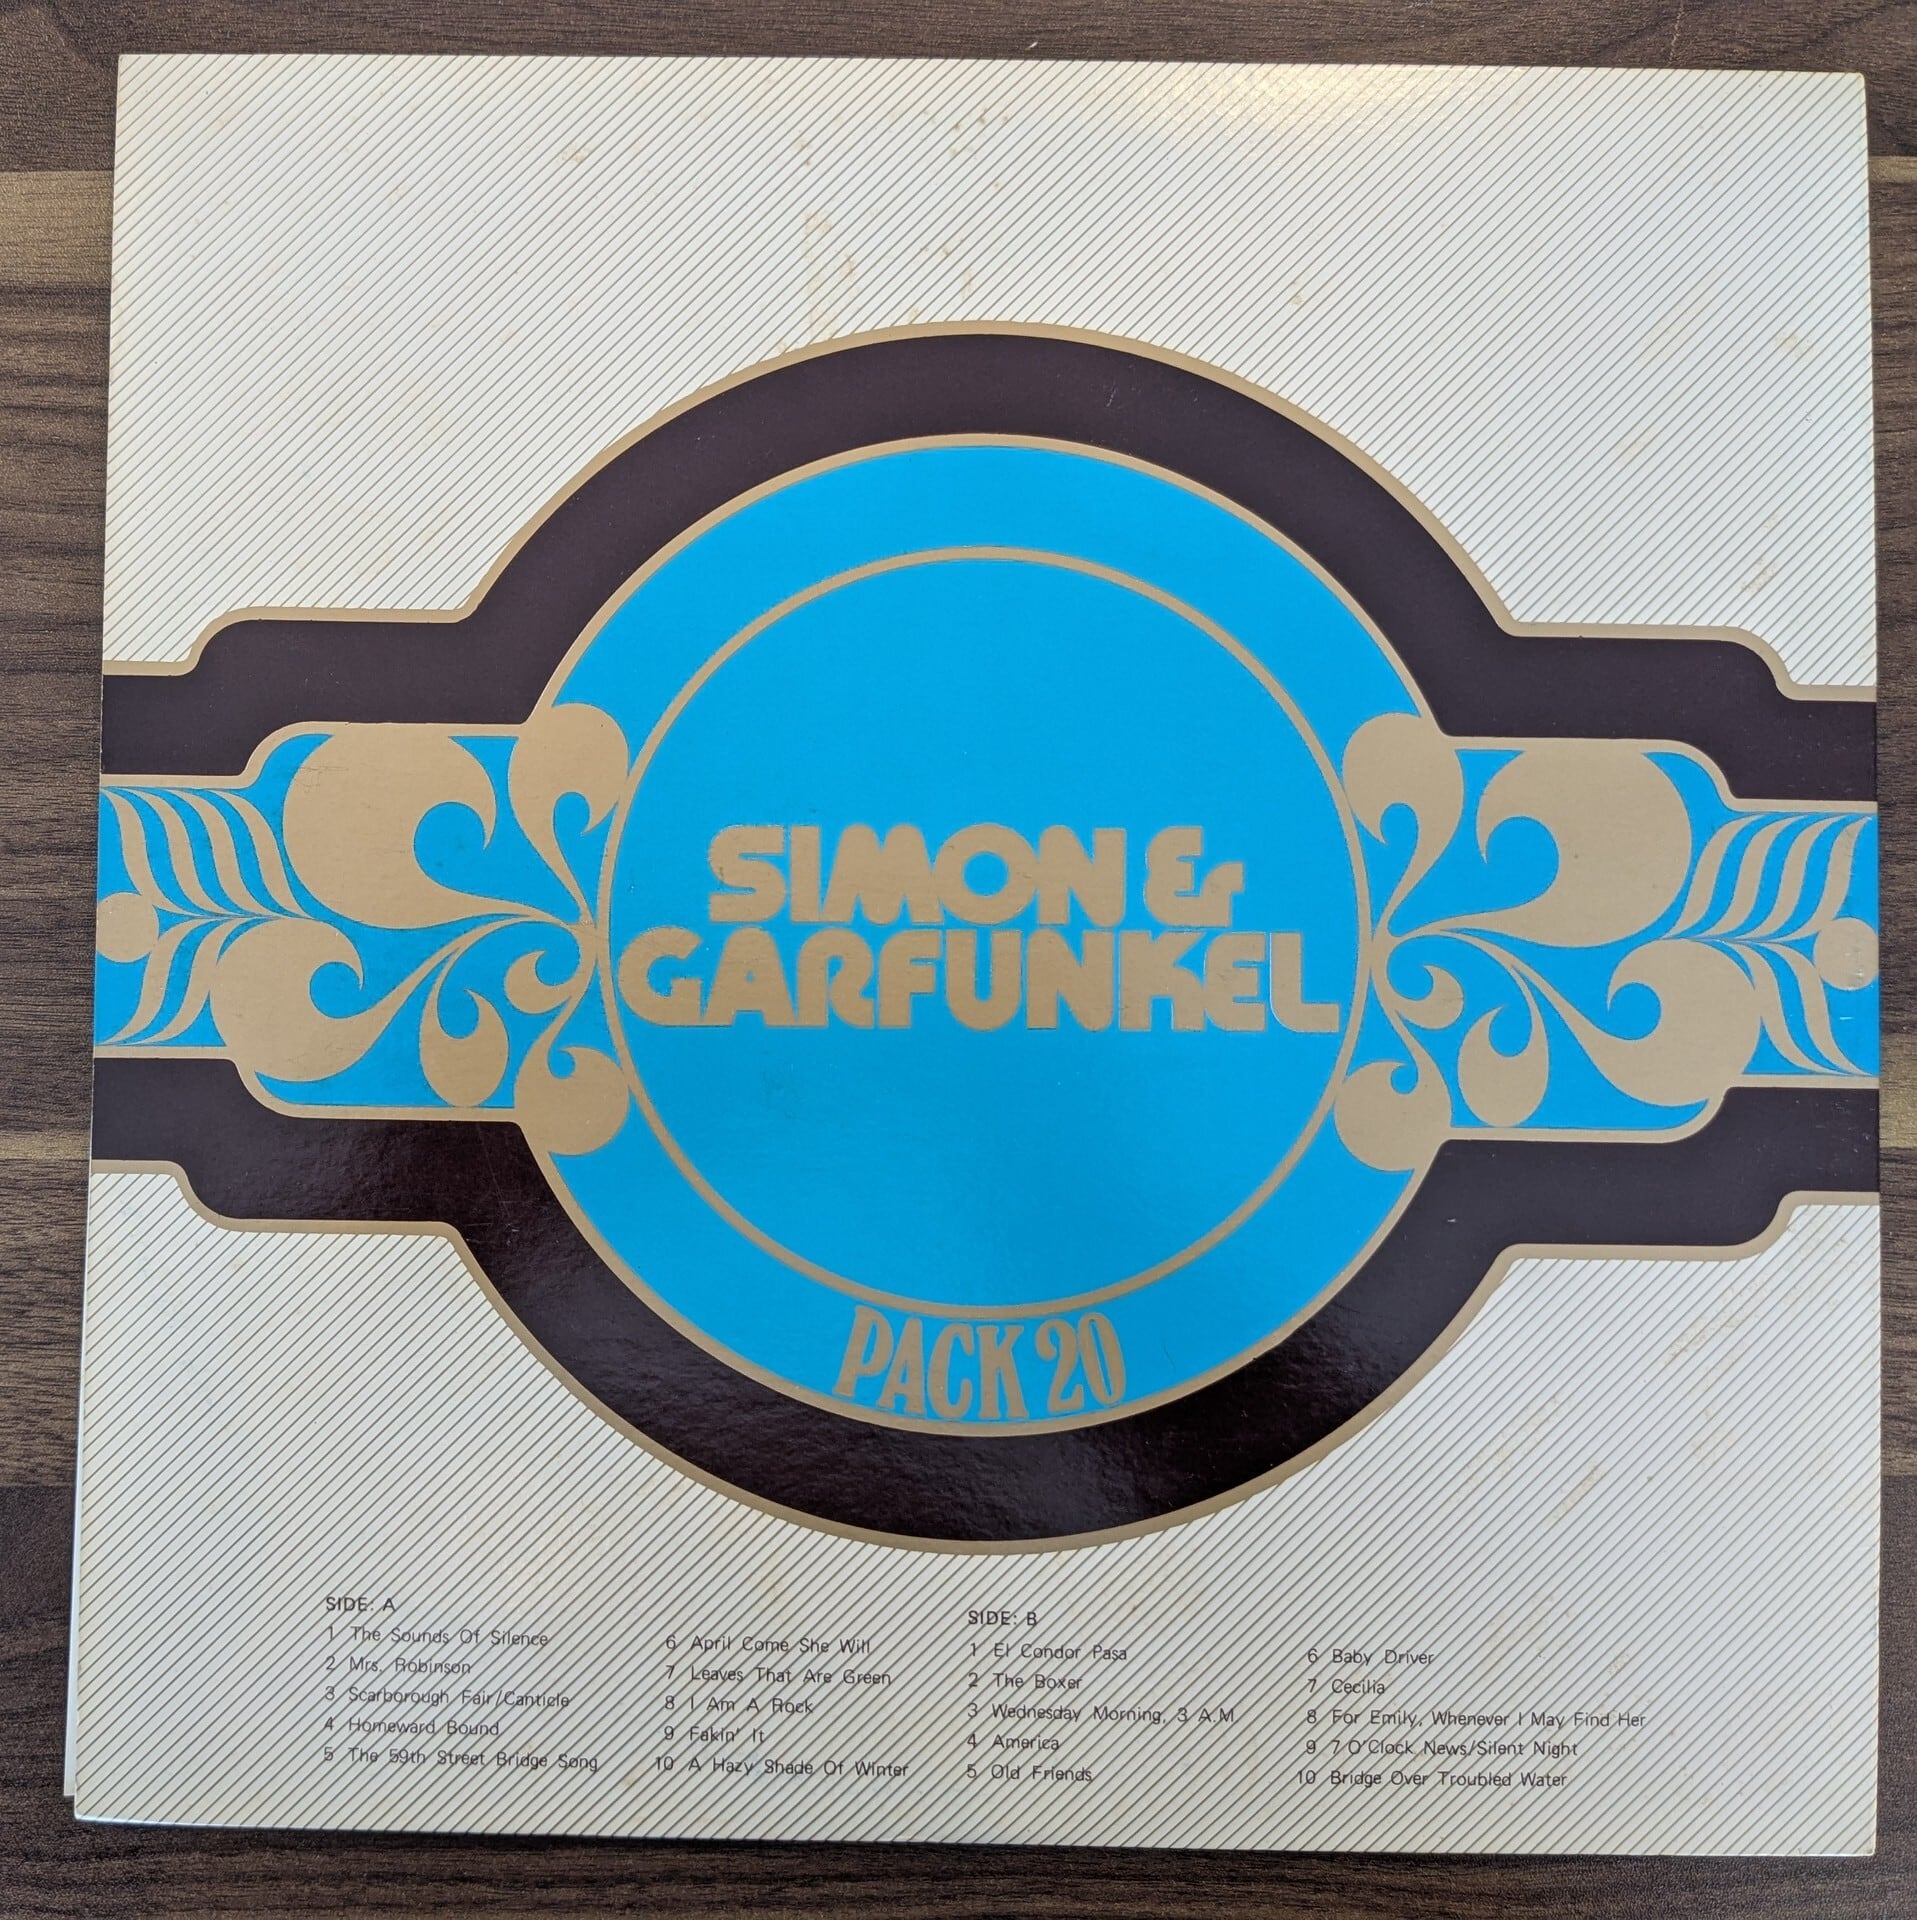 SIMON &
GARFUNKEL
PACK 20
SIDE: A
1 The Sounds Of Silence
2 Mrs. Robinson
3 Scarborough Fair/Canticle
4 Homeward Bound
5 The 59th Street Bridge Song
6 April Come She Will
7 Leaves That Are Green
8 I Am A Rock
9 Fakin' It
10 A Hazy Shade Of Winter
SIDE: B
1 El Condor Pasa
2 The Boxer
3 Wednesday Morning, 3 A.M
4 America
5 Old Friends
6 Baby Driver
7 Cecilia
8 For Emily, Whenever I May Find Her
9 7 O'Clock News/Silent Night
10 Bridge Over Troubled Water